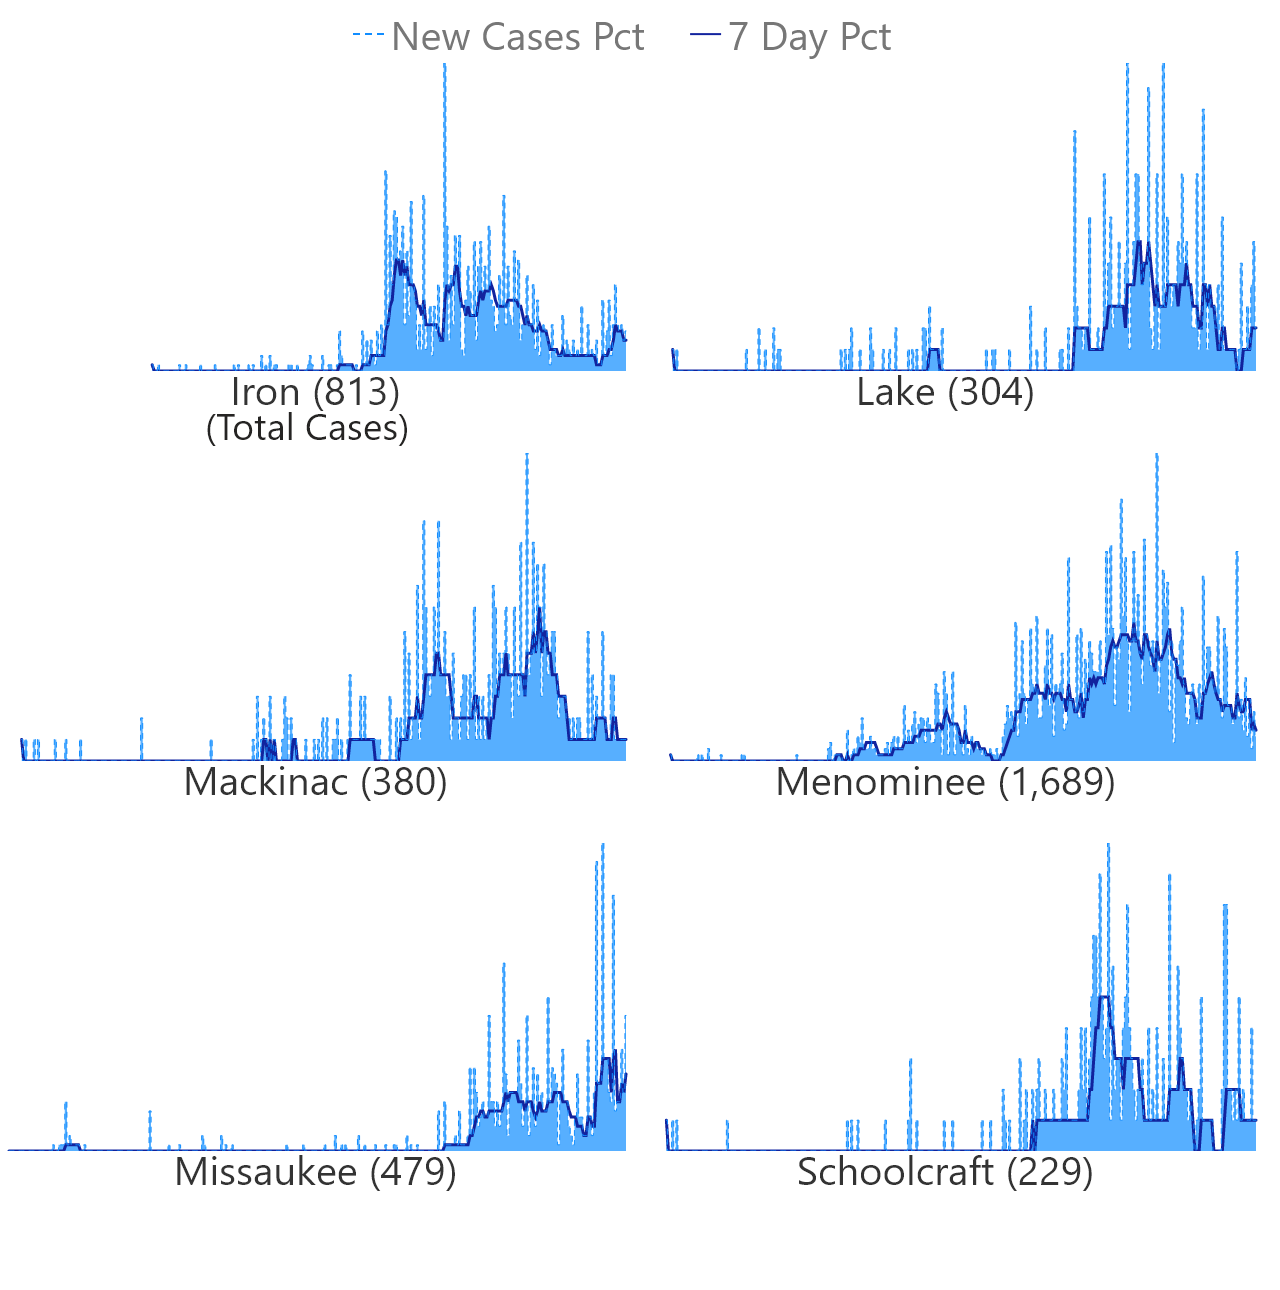 New Cases Pct 7 Day Pct
Iron (813)
(Total Cases)
Lake (304)
Mackinac (380)
Menominee (1,689)
Missaukee (479)
Schoolcraft (229)